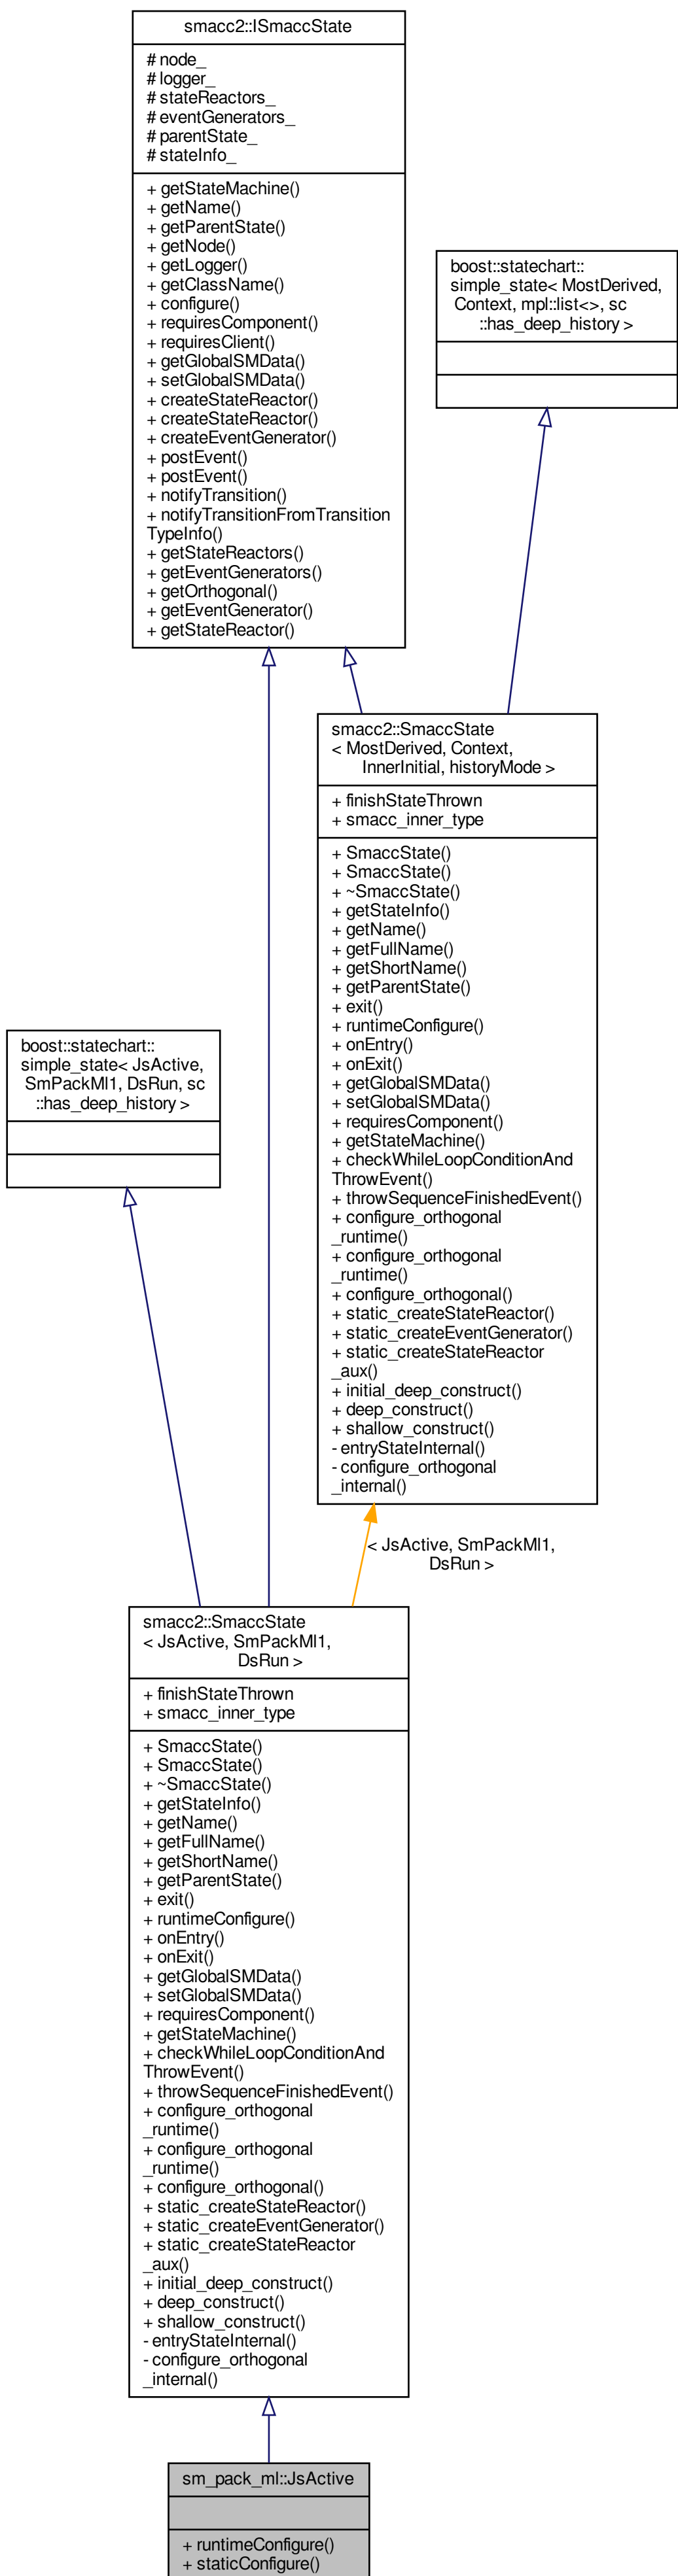 smacc2::ISmaccState
# node_
# logger_
# stateReactors_
# eventGenerators_
# parentState_
# stateInfo_
+ getStateMachine()
+ getName()
+ getParentState()
+ getNode()
+ getLogger()
+ getClassName()
+ configure()
+ requiresComponent()
+ requiresClient()
+ getGlobalSMData()
+ setGlobalSMData()
+ createStateReactor()
+ createStateReactor()
+ createEventGenerator()
+ postEvent()
+ postEvent()
+ notifyTransition()
+ notifyTransitionFromTransition
TypeInfo()
+ getStateReactors()
+ getEventGenerators()
+ getOrthogonal()
+ getEventGenerator()
+ getStateReactor()
boost::statechart::
simple_state< MostDerived,
Context, mpl::list<>, sc
::has_deep_history >
smacc2::SmaccState
< MostDerived, Context,
InnerInitial, historyMode >
+ finishStateThrown
+ smacc_inner_type
+ SmaccState()
+ SmaccState()
+ ~SmaccState()
+ getStateInfo()
+ getName()
+ getFullName()
+ getShortName()
+ getParentState()
+ exit()
+ runtimeConfigure()
+ onEntry()
+ onExit()
+ getGlobalSMData()
+ setGlobalSMData()
+ requiresComponent()
+ getStateMachine()
+ checkWhileLoopConditionAnd
ThrowEvent()
+ throwSequenceFinishedEvent()
+ configure_orthogonal
_runtime()
+ configure_orthogonal
_runtime()
+ configure_orthogonal()
+ static_createStateReactor()
+ static_createEventGenerator()
+ static_createStateReactor
_aux()
+ initial_deep_construct()
+ deep_construct()
+ shallow_construct()
- entryStateInternal()
- configure_orthogonal
_internal()
boost::statechart::
simple_state< JsActive,
SmPackMl1, DsRun, sc
::has_deep_history >
< JsActive, SmPackMl1,
DsRun >
smacc2::SmaccState
< JsActive, SmPackMl1,
DsRun >
+ finishStateThrown
+ smacc_inner_type
+ SmaccState()
+ SmaccState()
+ ~SmaccState()
+ getStateInfo()
+ getName()
+ getFullName()
+ getShortName()
+ getParentState()
+ exit()
+ runtimeConfigure()
+ onEntry()
+ onExit()
+ getGlobalSMData()
+ setGlobalSMData()
+ requiresComponent()
+ getStateMachine()
+ checkWhileLoopConditionAnd
ThrowEvent()
+ throwSequenceFinishedEvent()
+ configure_orthogonal
_runtime()
+ configure_orthogonal
_runtime()
+ configure_orthogonal()
+ static_createStateReactor()
+ static_createEventGenerator()
+ static_createStateReactor
_aux()
+ initial_deep_construct()
+ deep_construct()
+ shallow_construct()
- entryStateInternal()
- configure_orthogonal
_internal()
sm_pack_ml::JsActive
+ runtimeConfigure()
+ staticConfigure()